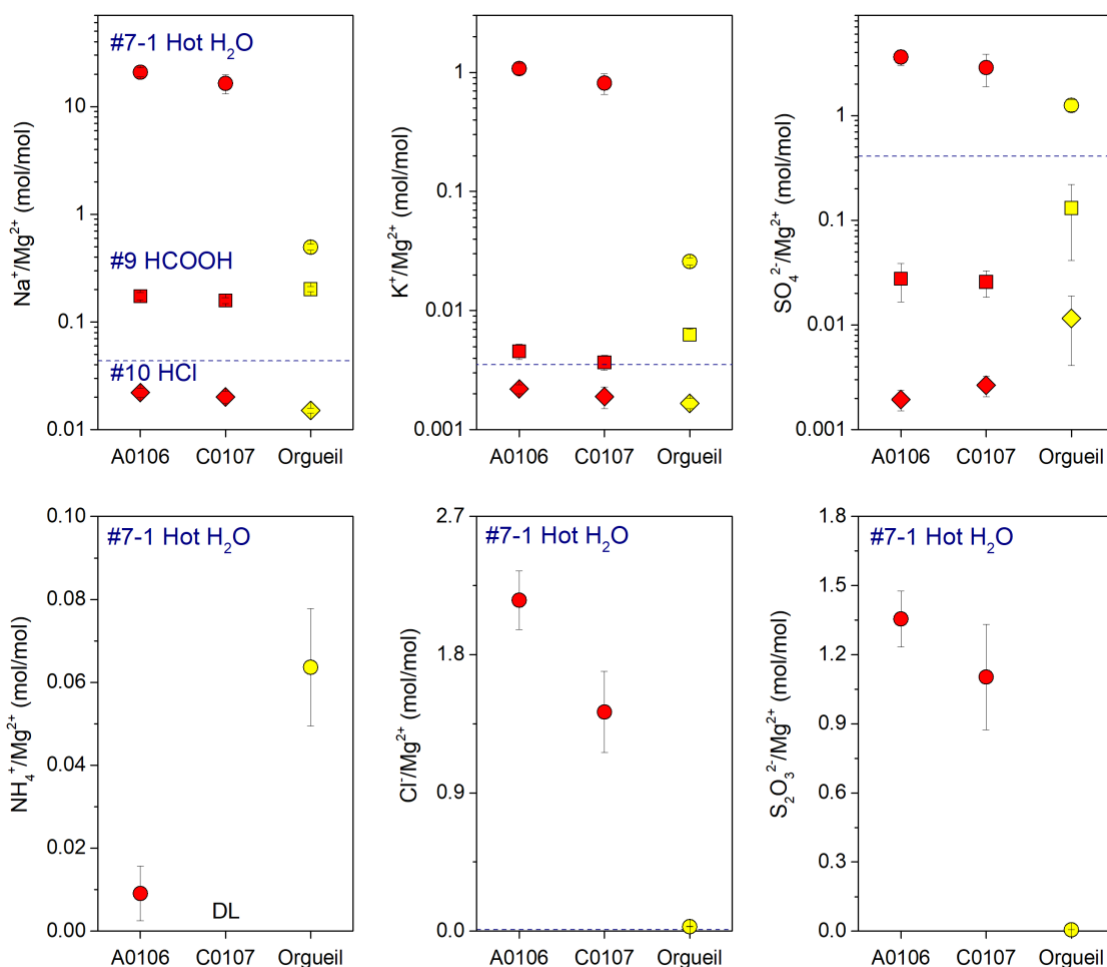 Na⁺/Mg²⁺ (mol/mol)
10
1
0.1
0.01
#7-1 Hot H₂O
#9 HCOOH
#10 HCl
A0106 C0107 Orgueil
K⁺/Mg²⁺ (mol/mol)
1
0.1
0.01
0.001
A0106 C0107 Orgueil
SO₄²⁻/Mg²⁺ (mol/mol)
1
0.1
0.01
0.001
A0106 C0107 Orgueil
NH₄⁺/Mg²⁺ (mol/mol)
0.10
0.08
0.06
0.04
0.02
0.00
#7-1 Hot H₂O
DL
A0106 C0107 Orgueil
Cl⁻/Mg²⁺ (mol/mol)
2.7
1.8
0.9
0.0
#7-1 Hot H₂O
A0106 C0107 Orgueil
S₂O₃²⁻/Mg²⁺ (mol/mol)
1.8
1.5
1.2
0.9
0.6
0.3
0.0
#7-1 Hot H₂O
A0106 C0107 Orgueil